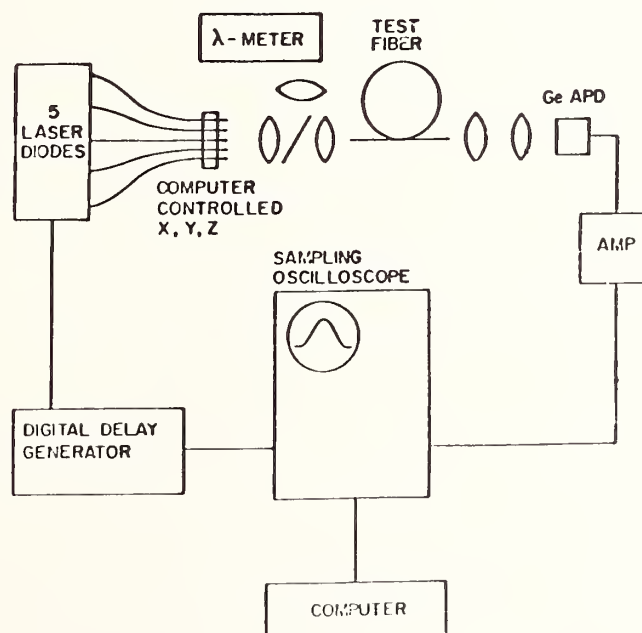 λ-METER
TEST
FIBER
Ge APD
5
LASER
DIODES
COMPUTER
CONTROLLED
X, Y, Z
AMP
SAMPLING
OSCILLOSCOPE
DIGITAL DELAY
GENERATOR
COMPUTER